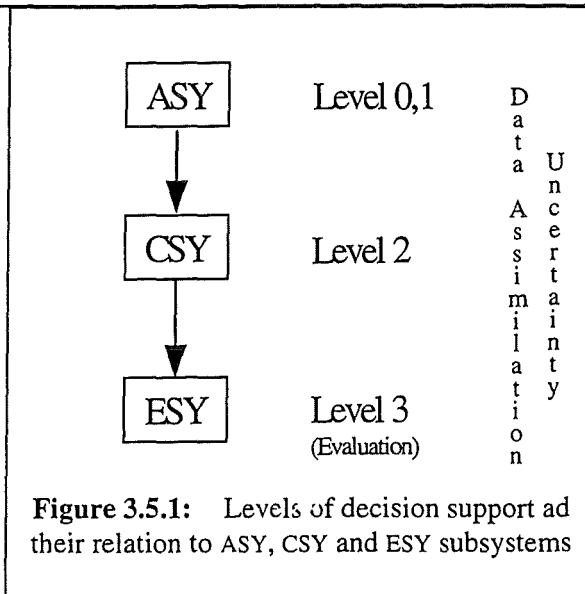 ASY Level 0,1
CSY Level 2
ESY Level 3
(Evaluation)
Data Assimilation
Uncertainty
Figure 3.5.1: Levels of decision support ad
their relation to ASY, CSY and ESY subsystems